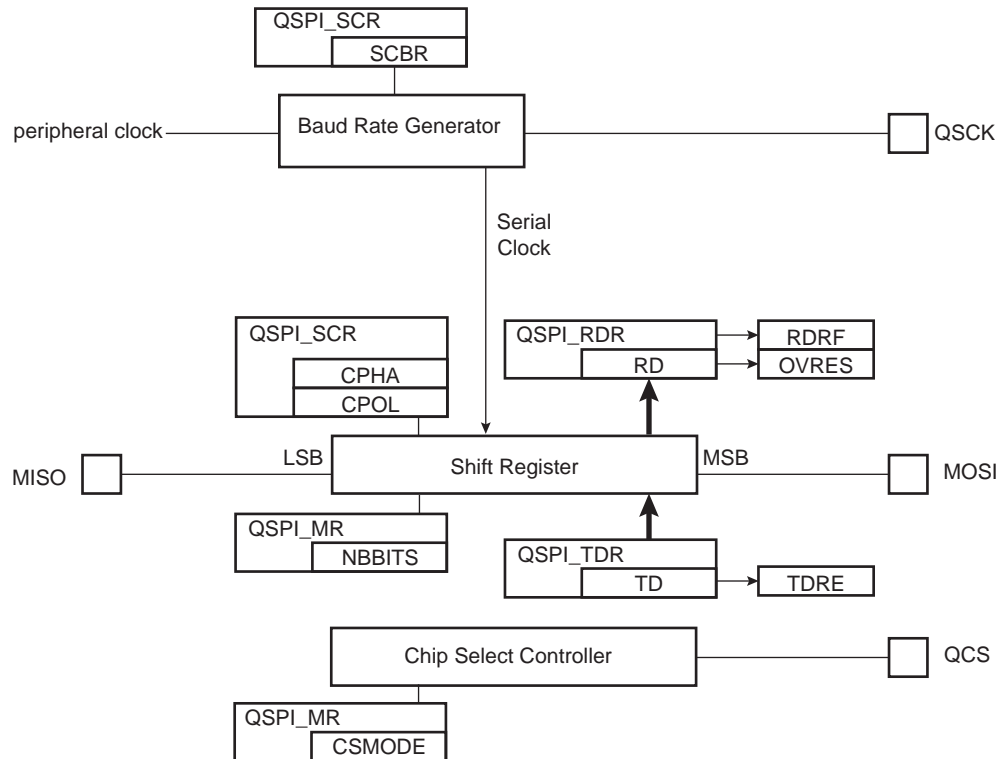 QSPI_SCR
SCBR
peripheral clock
Baud Rate Generator
QSCK
Serial
Clock
QSPI_SCR
CPHA
CPOL
QSPI_RDR
RD
RDRF
OVRES
MISO
LSB
Shift Register
MSB
MOSI
QSPI_MR
NBBITS
QSPI_TDR
TD
TDRE
Chip Select Controller
QCS
QSPI_MR
CSMODE